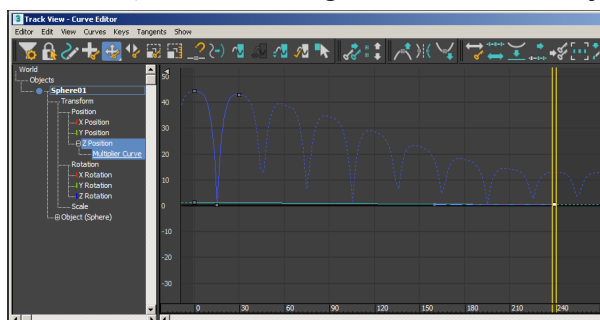 Track View - Curve Editor
Editor Edit View Curves Keys Tangents Show
World
Objects
Sphere01
Transform
Position
X Position
Y Position
Z Position
Multiplier Curve
Rotation
X Rotation
Y Rotation
Z Rotation
Scale
Object (Sphere)
50
40
30
20
10
0
-10
-20
-30
0 30 60 90 120 150 180 210 240